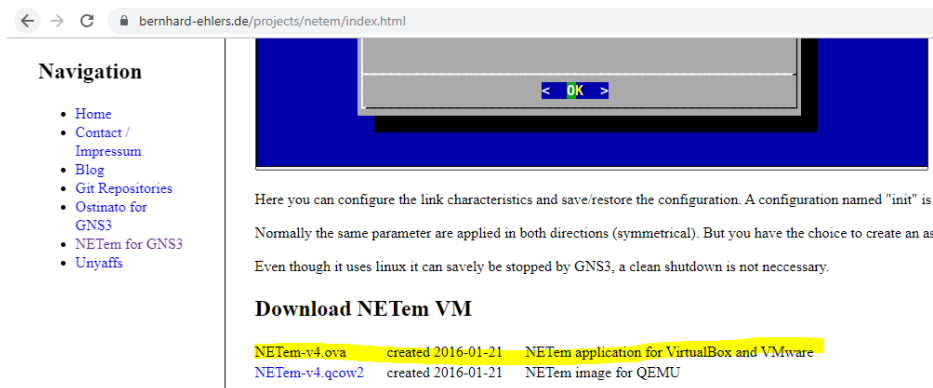 bernhard-ehlers.de/projects/netem/index.html
Navigation
Home
Contact /
Impressum
Blog
Git Repositories
Ostinato for
GNS3
NETem for GNS3
Unyaffs
< OK >
Here you can configure the link characteristics and save/restore the configuration. A configuration named "init" is
Normally the same parameter are applied in both directions (symmetrical). But you have the choice to create an as
Even though it uses linux it can savely be stopped by GNS3, a clean shutdown is not neccessary.
Download NETem VM
NETem-v4.ova created 2016-01-21 NETem application for VirtualBox and VMware
NETem-v4.qcow2 created 2016-01-21 NETem image for QEMU